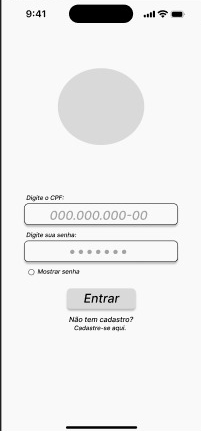 9:41
Digite o CPF:
000.000.000-00
Digite sua senha:
Mostrar senha
Entrar
Não tem cadastro?
Cadastre-se aqui.